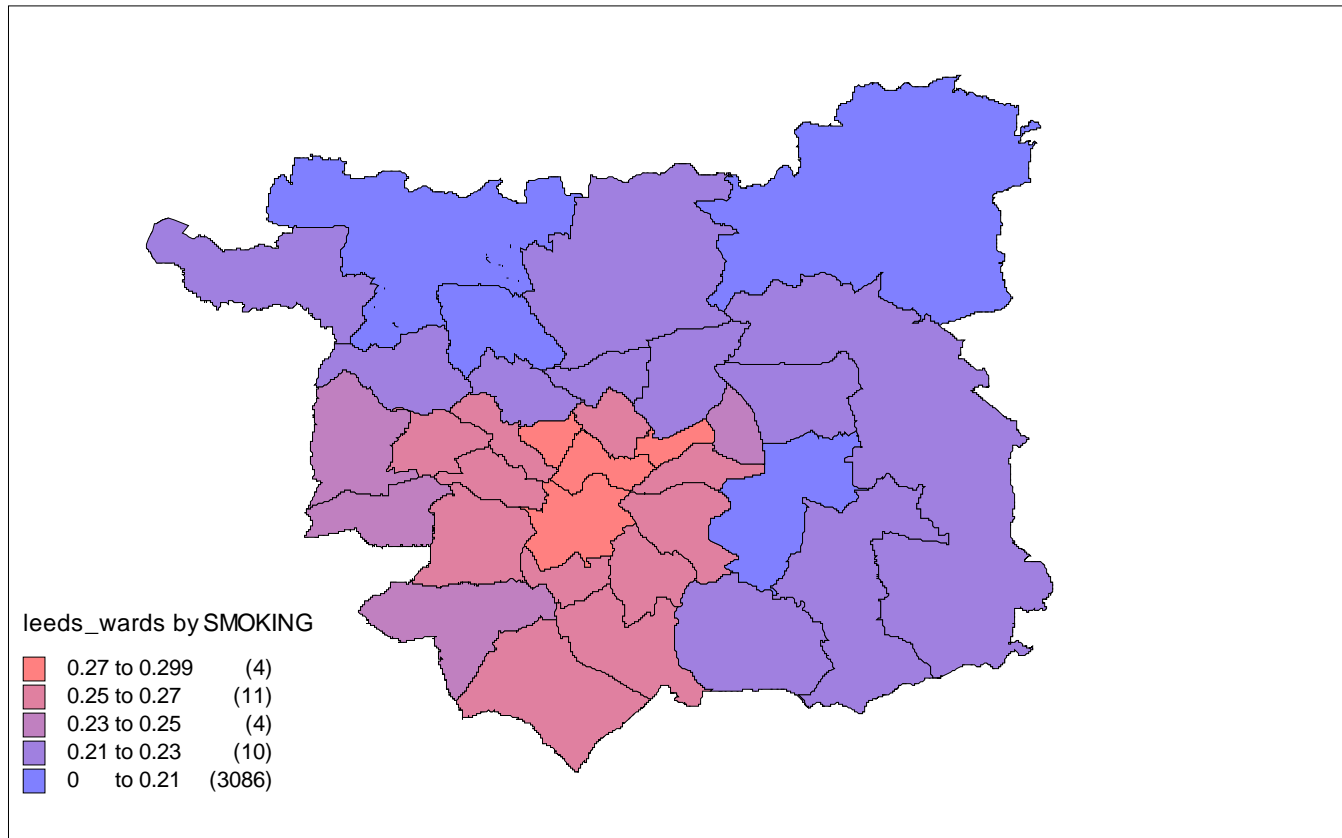 leeds_wards by SMOKING
0.27 to 0.299 (4)
0.25 to 0.27 (11)
0.23 to 0.25 (4)
0.21 to 0.23 (10)
0 to 0.21 (3086)